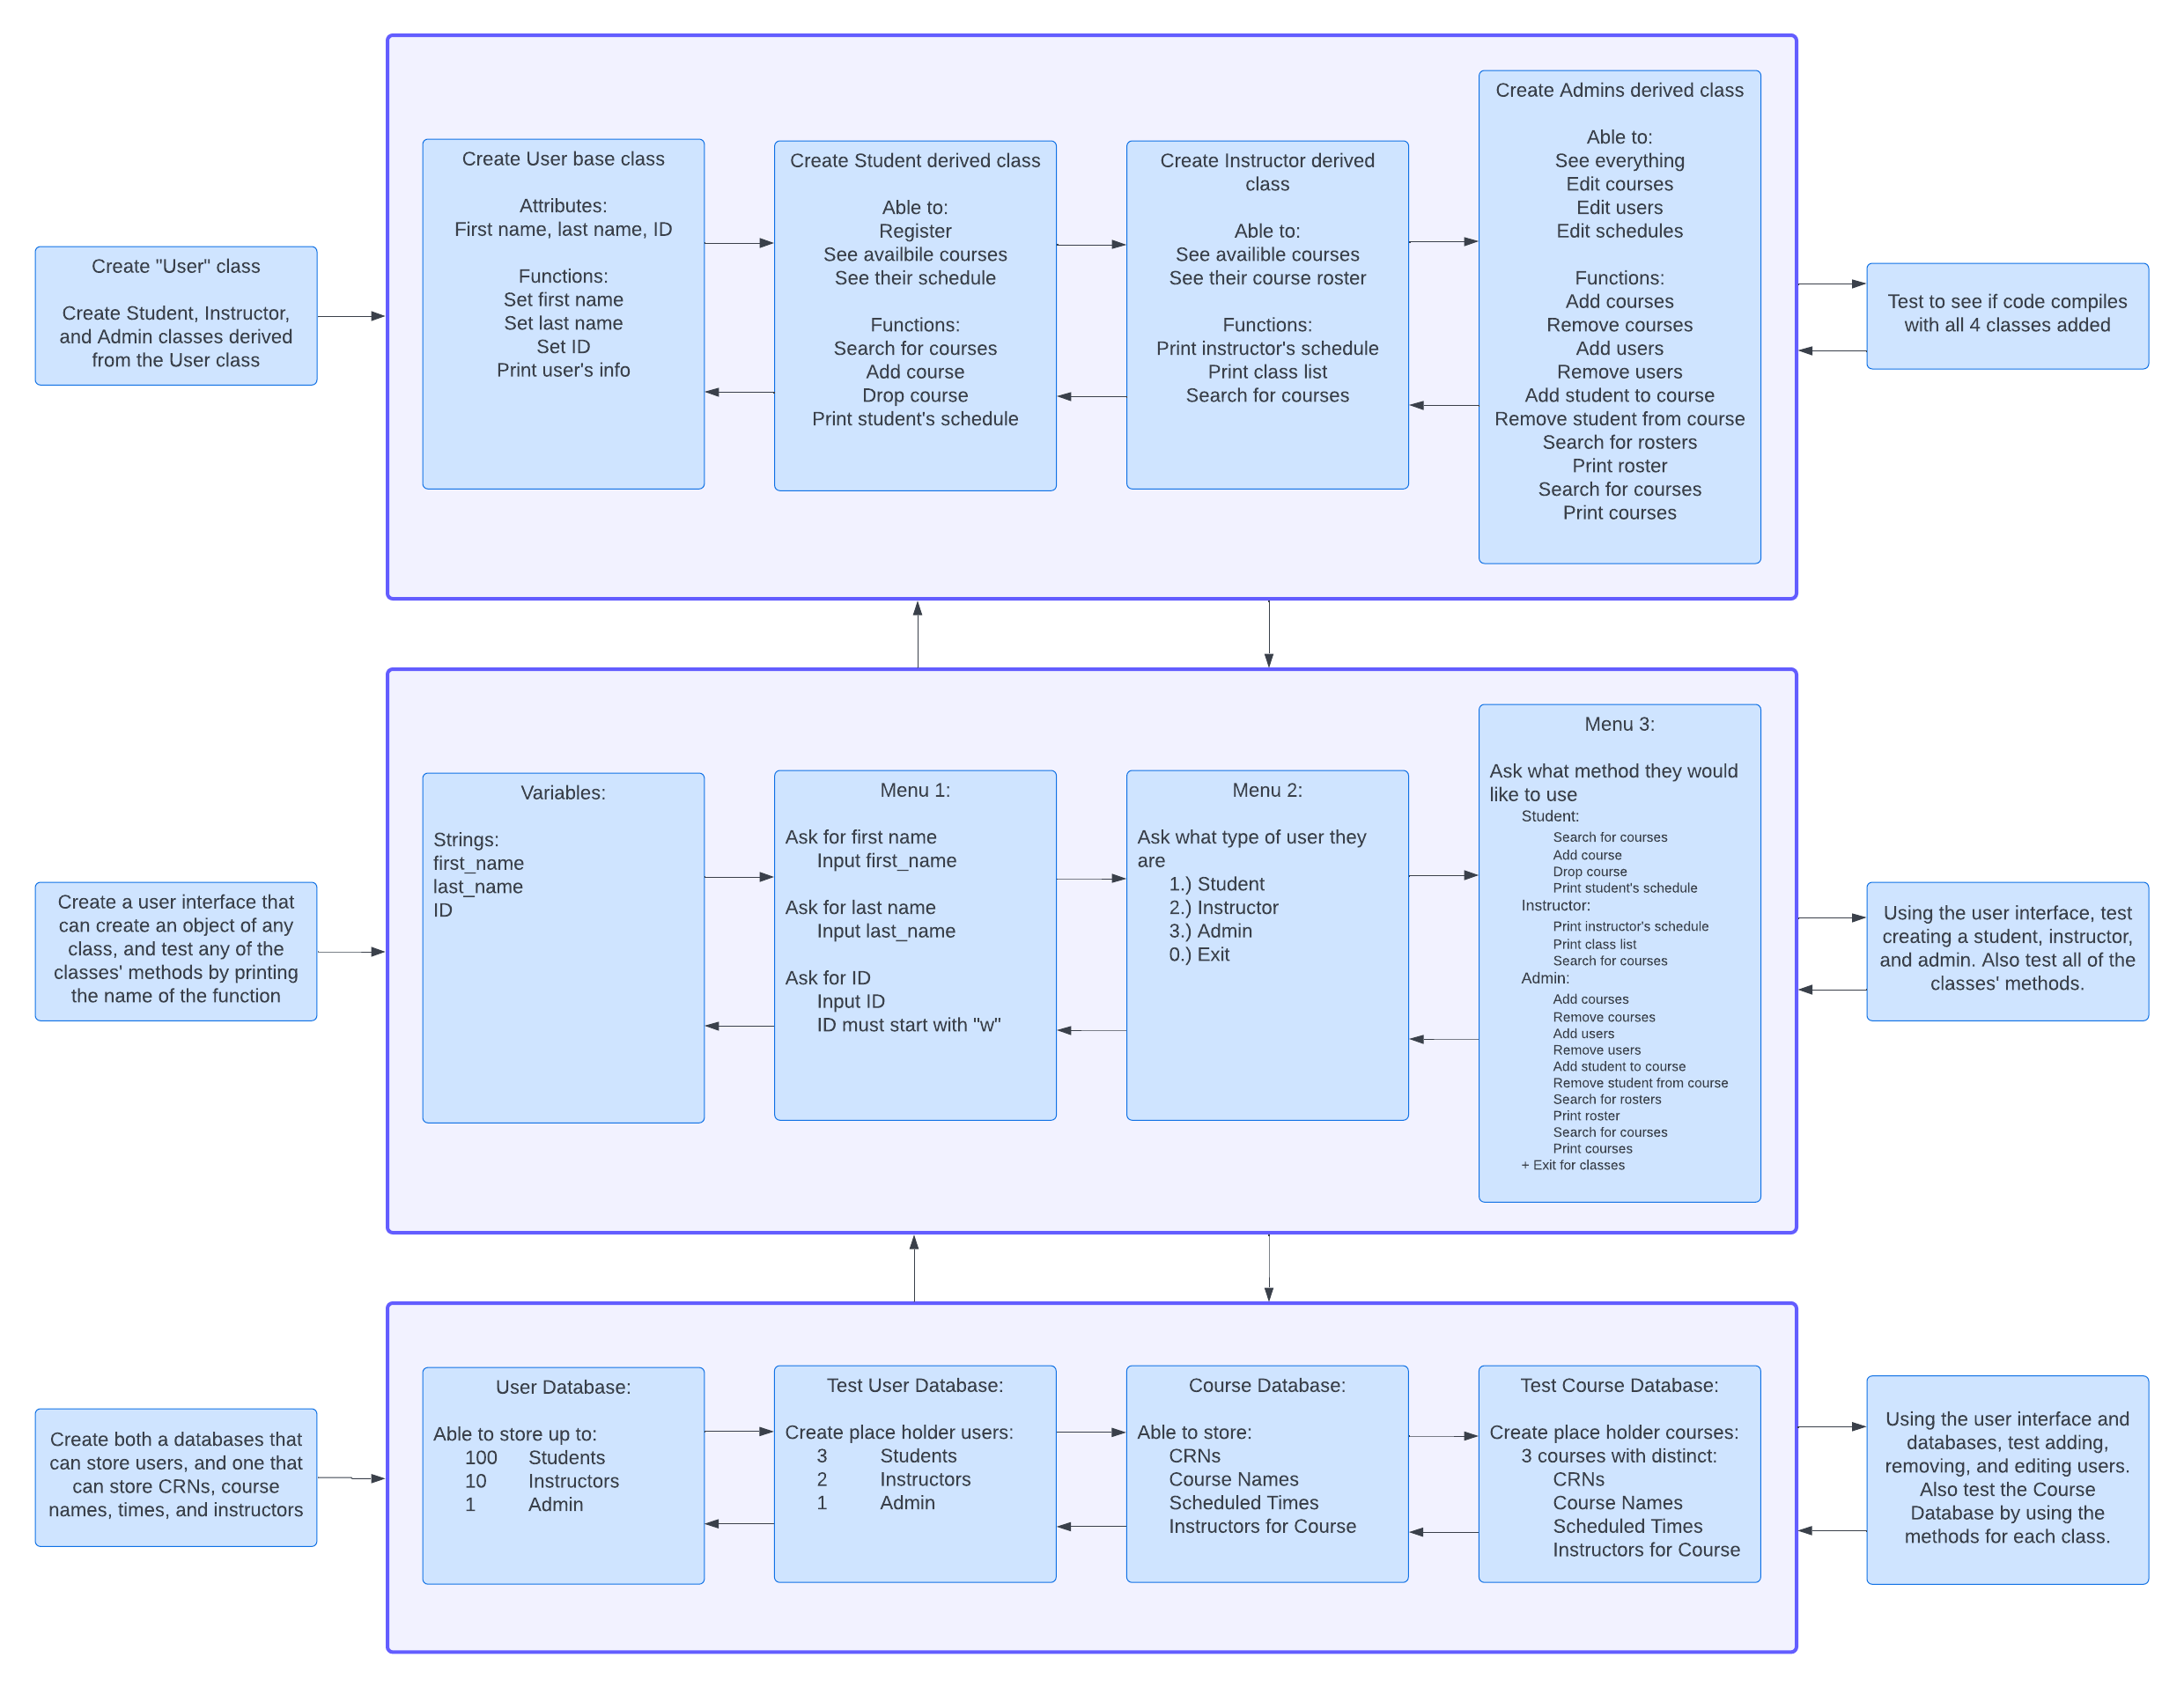 Create "User" class
Create Student, Instructor,
and Admin classes derived
from the User class
Create User base class
Attributes:
First name, last name, ID
Functions:
Set first name
Set last name
Set ID
Print user's info
Create Student derived class
Able to:
Register
See availbile courses
See their schedule
Functions:
Search for courses
Add course
Drop course
Print student's schedule
Create Instructor derived
class
Able to:
See availible courses
See their course roster
Functions:
Print instructor's schedule
Print class list
Search for courses
Create Admins derived class
Able to:
See everything
Edit courses
Edit users
Edit schedules
Functions:
Add courses
Remove courses
Add users
Remove users
Add student to course
Remove student from course
Search for rosters
Print roster
Search for courses
Print courses
Test to see if code compiles
with all 4 classes added
Create a user interface that
can create an object of any
class, and test any of the
classes' methods by printing
the name of the function
Variables:
Strings:
first_name
last_name
ID
Menu 1:
Ask for first name
Input first_name
Ask for last name
Input last_name
Ask for ID
Input ID
ID must start with "w"
Menu 2:
Ask what type of user they
are
1.) Student
2.) Instructor
3.) Admin
0.) Exit
Menu 3:
Ask what method they would
like to use
Student:
Search for courses
Add course
Drop course
Print student's schedule
Instructor:
Print instructor's schedule
Print class list
Search for courses
Admin:
Add courses
Remove courses
Add users
Remove users
Add student to course
Remove student from course
Search for rosters
Print roster
Search for courses
Print courses
+ Exit for classes
Using the user interface, test
creating a student, instructor,
and admin. Also test all of the
classes' methods.
Create both a databases that
can store users, and one that
can store CRNs, course
names, times, and instructors
User Database:
Able to store up to:
100 Students
10 Instructors
1 Admin
Test User Database:
Create place holder users:
3 Students
2 Instructors
1 Admin
Course Database:
Able to store:
CRNs
Course Names
Scheduled Times
Instructors for Course
Test Course Database:
Create place holder courses:
3 courses with distinct:
CRNs
Course Names
Scheduled Times
Instructors for Course
Using the user interface and
databases, test adding,
removing, and editing users.
Also test the Course
Database by using the
methods for each class.